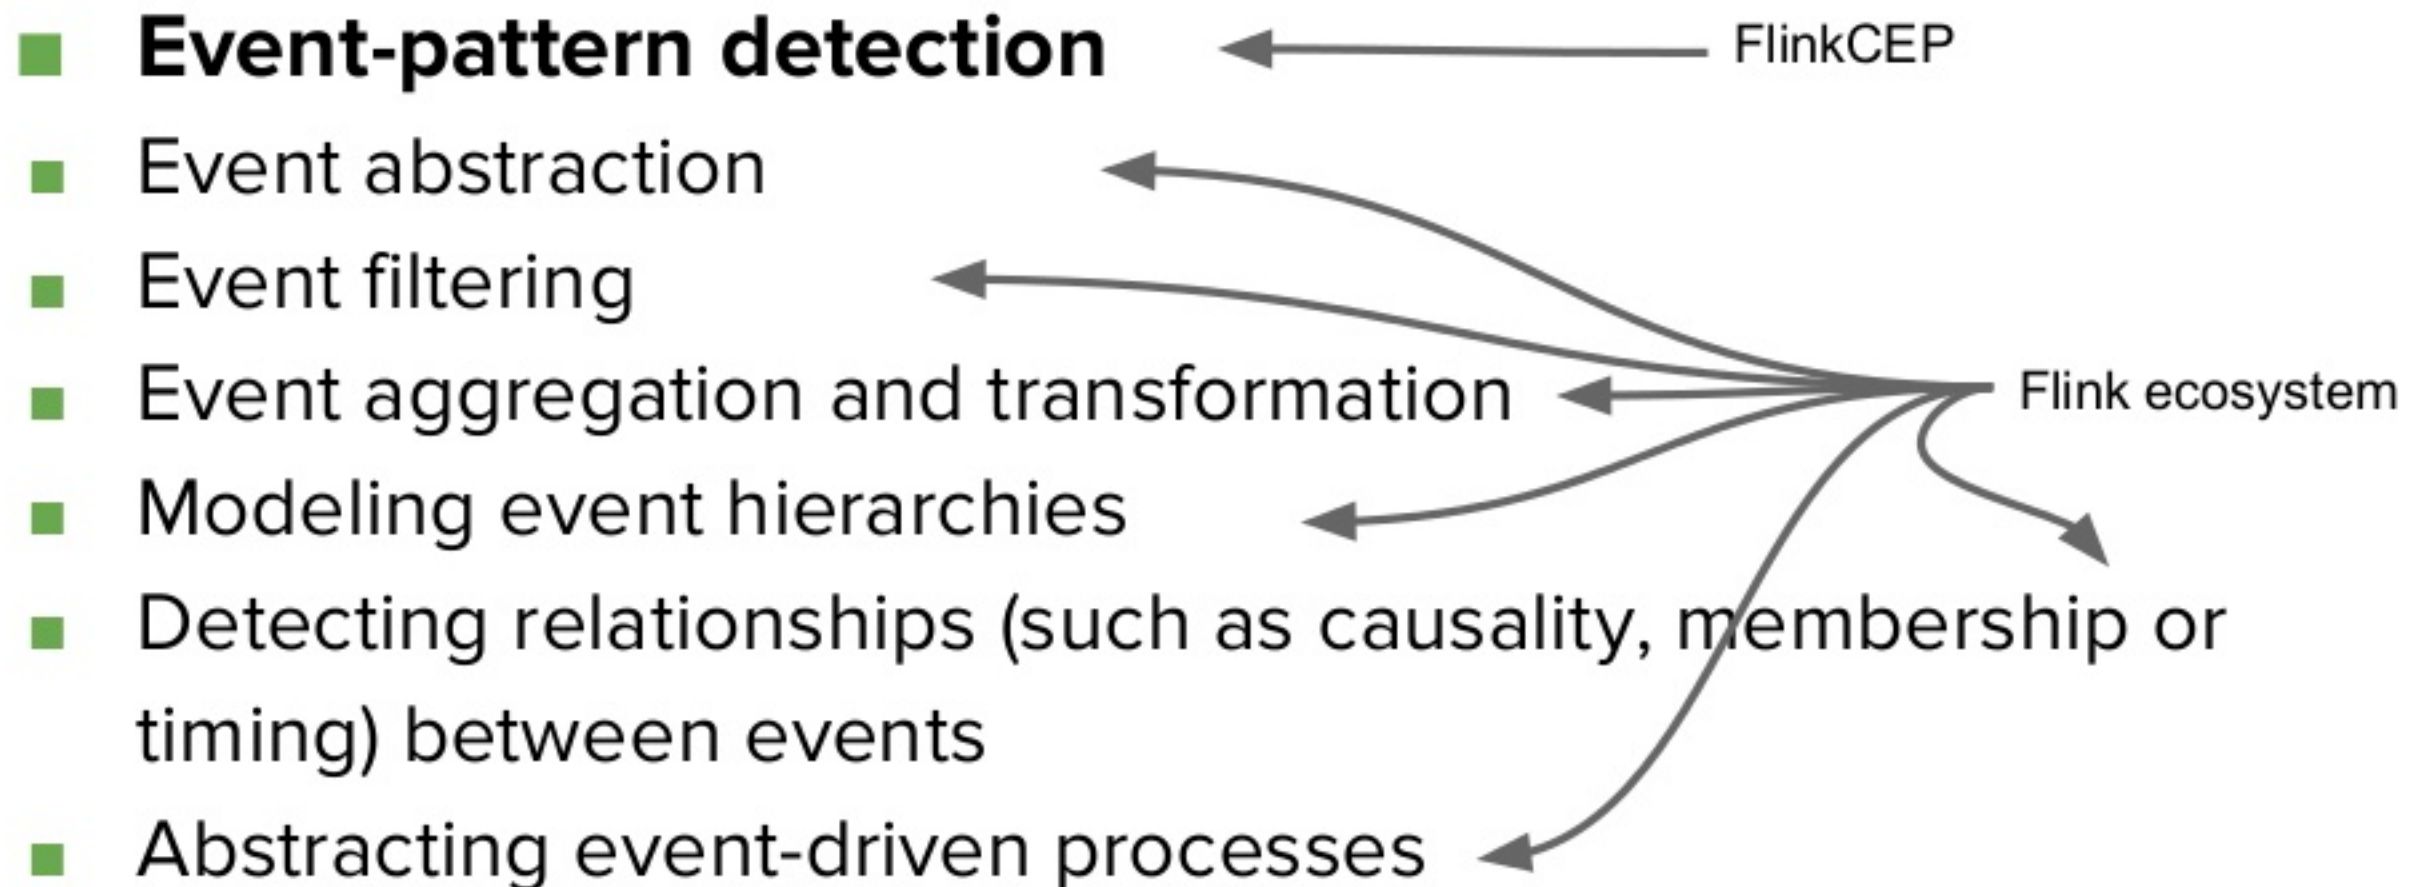 Event-pattern detection
FlinkCEP
Event abstraction
Event filtering
Event aggregation and transformation
Flink ecosystem
Modeling event hierarchies
Detecting relationships (such as causality, membership or
timing) between events
Abstracting event-driven processes